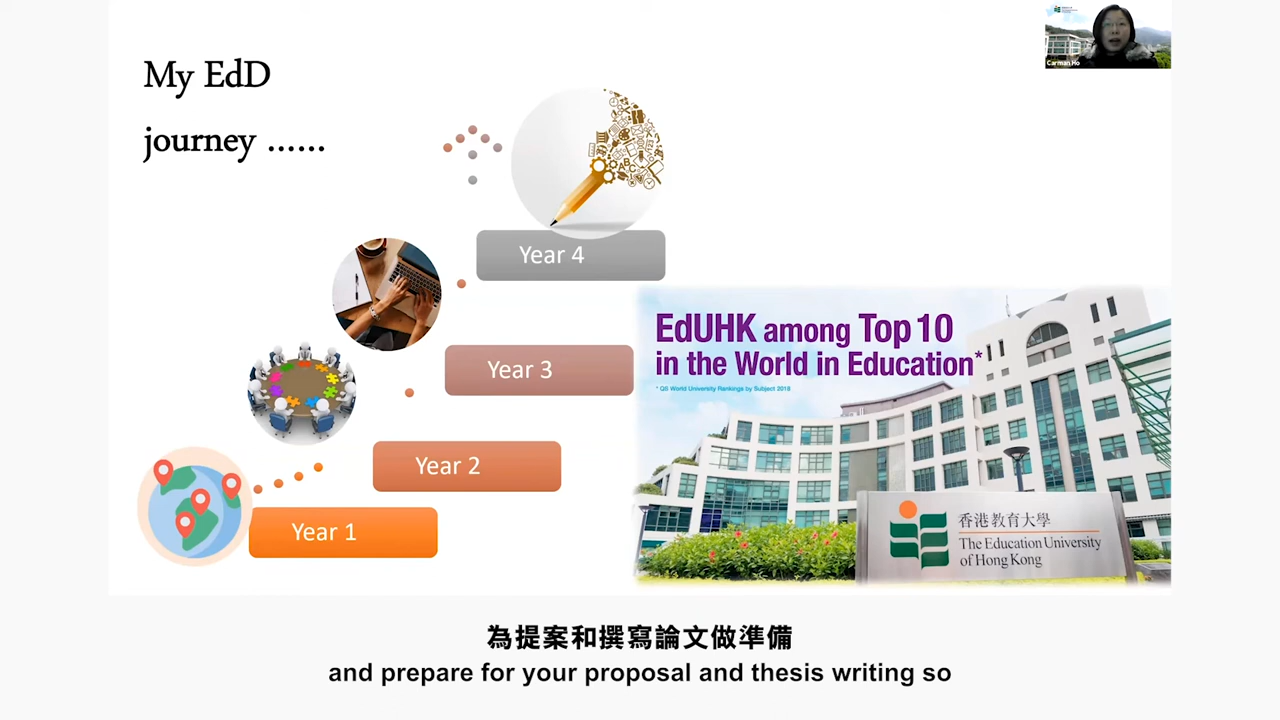 My EdD
journey ......
Carman Ho
Year 4
Year 3
Year 2
Year 1
EdUHK among Top 10
in the World in Education*
* QS World University Rankings by Subject 2018
香港教育大學
The Education University
of Hong Kong
為提案和撰寫論文做準備
and prepare for your proposal and thesis writing so